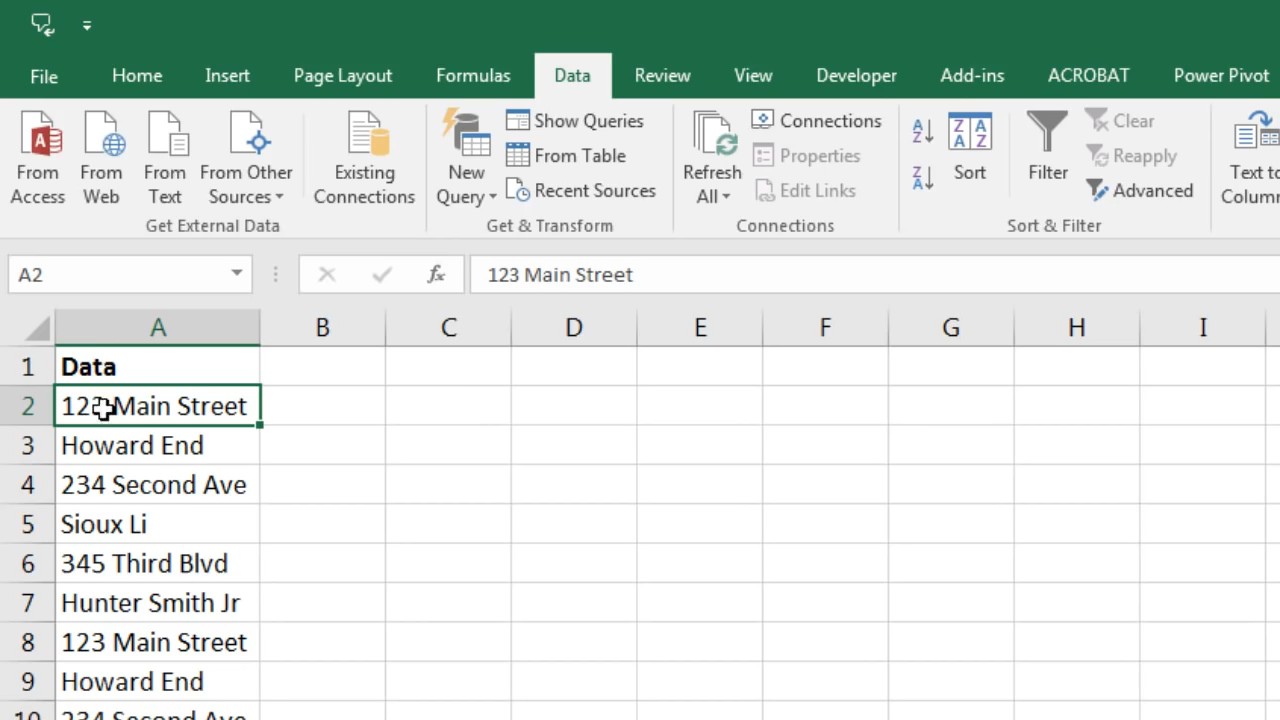 File Home Insert Page Layout Formulas Data Review View Developer Add-ins ACROBAT Power Pivot
From Access
From Web
From Text
From Other Sources
Get External Data
Existing Connections
New Query
Show Queries
From Table
Recent Sources
Get & Transform
Refresh All
Connections
Properties
Edit Links
Connections
A Z
Z A
Z A A Z
Sort
Filter
Clear
Reapply
Advanced
Sort & Filter
Text to
A2 fx 123 Main Street
A B C D E F G H I
1 Data
2 123 Main Street
3 Howard End
4 234 Second Ave
5 Sioux Li
6 345 Third Blvd
7 Hunter Smith Jr
8 123 Main Street
9 Howard End
10 234 Second Ave